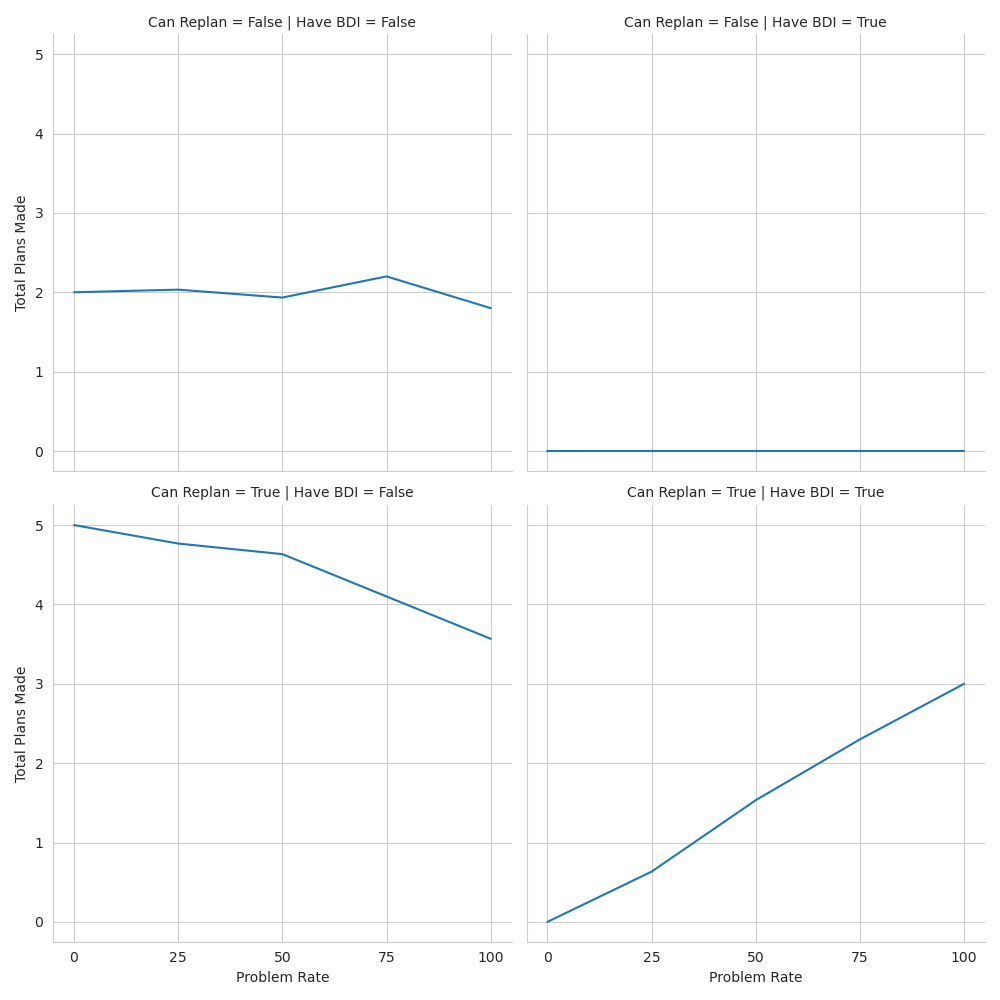 Can Replan = False | Have BDI = False
Can Replan = False | Have BDI = True
5
4
3
2
1
0
Total Plans Made
Can Replan = True | Have BDI = False
Can Replan = True | Have BDI = True
5
4
3
2
1
0
Total Plans Made
0 25 50 75 100
0 25 50 75 100
Problem Rate
Problem Rate